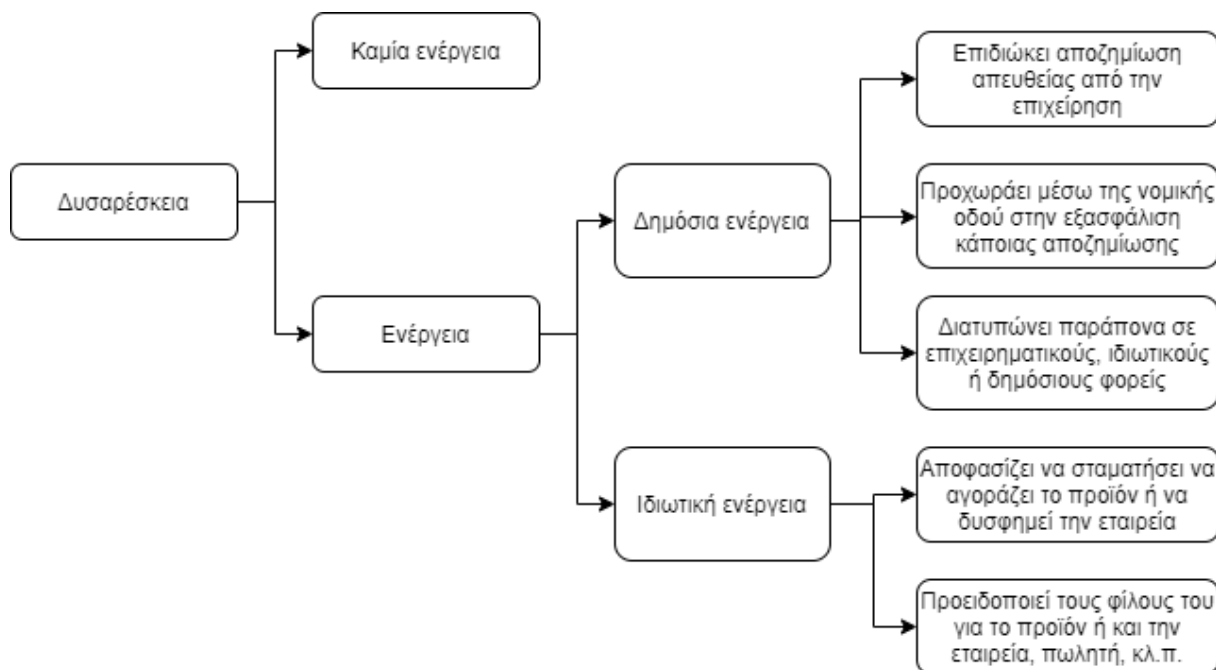 Καμία ενέργεια
Επιδιώκει αποζημίωση
απευθείας από την
επιχείρηση
Δυσαρέσκεια
Δημόσια ενέργεια
Προχωράει μέσω της νομικής
οδού στην εξασφάλιση
κάποιας αποζημίωσης
Ενέργεια
Διατυπώνει παράπονα σε
επιχειρηματικούς, ιδιωτικούς
ή δημόσιους φορείς
Ιδιωτική ενέργεια
Αποφασίζει να σταματήσει να
αγοράζει το προϊόν ή να
δυσφημεί την εταιρεία
Προειδοποιεί τους φίλους του
για το προϊόν ή και την
εταιρεία, πωλητή, κλ.π.